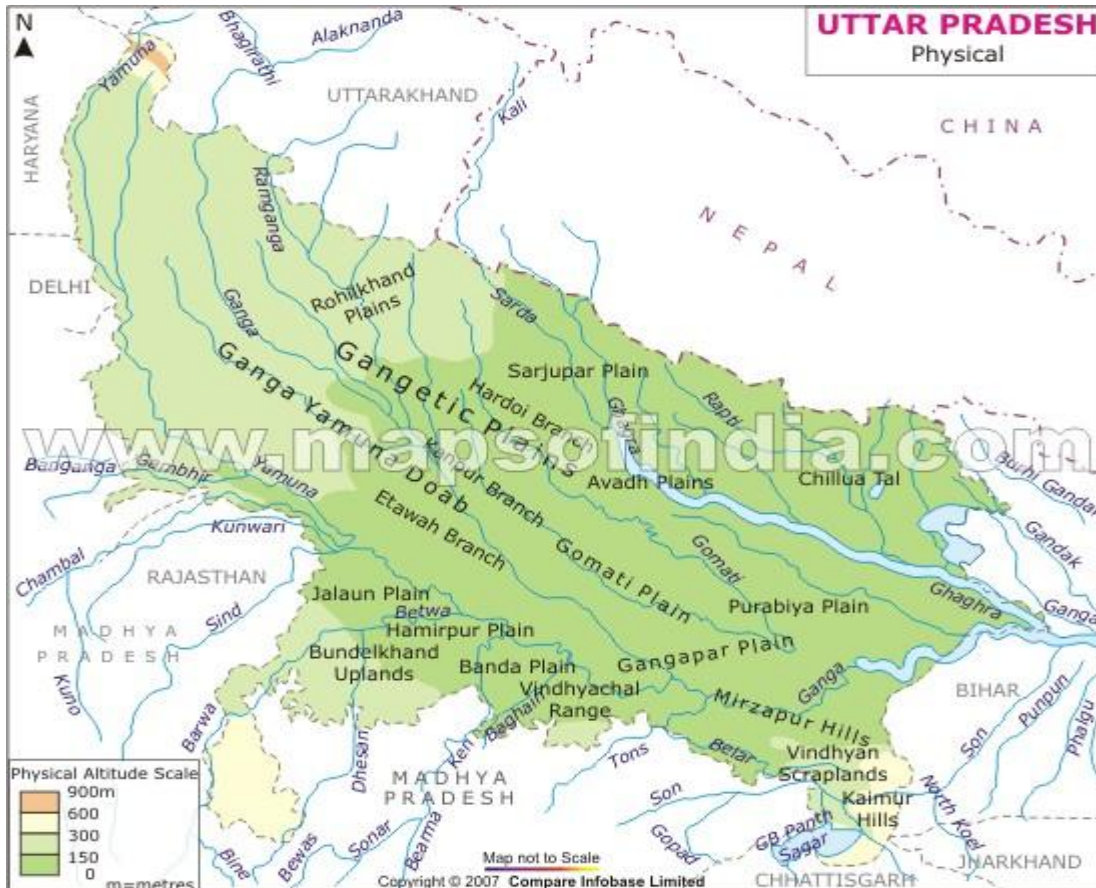 N
UTTAR PRADESH
Physical
Yamuna
Bhagirathi
Alaknanda
UTTARAKHAND
HARYANA
Kali
CHINA
NEPAL
Ramganga
DELHI
Rohilkhand
Plains
Ganga
Sarda
Sarjupar Plain
Gangetic Plains
Hardoi Branch
Ghagra
Rapti
Ganga Yamuna Doab
www.mapsofindia.com
Kanpur Branch
Avadh Plains
Chillua Tal
Burhi Gandak
Banganga
Gambhir
Yamuna
Etawah Branch
Kunwari
Gomati Plain
Gomati
Gandak
Chambal
RAJASTHAN
Sind
Jalaun Plain
Betwa
Hamirpur Plain
Purabiya Plain
Ghaghra
Ganga
MADHYA
PRADESH
Bundelkhand
Uplands
Banda Plain
Gangapar Plain
Vindhyachal
Range
Ganga
Mirzapur Hills
BIHAR
Kuno
Barwa
Dhesan
Ken
Baghain
Tons
Belar
Vindhyan
Scraplands
Son
Punpun
Phalgu
Physical Altitude Scale
900m
600
300
150
0
m=metres
MADHYA
PRADESH
Son
Kaimur
Hills
North Koel
Bine
Bewas
Sonar
Bearma
Gopad
GB Panth
Sagar
JHARKHAND
CHHATTISGARH
Map not to Scale
Copyright © 2007 Compare Infobase Limited